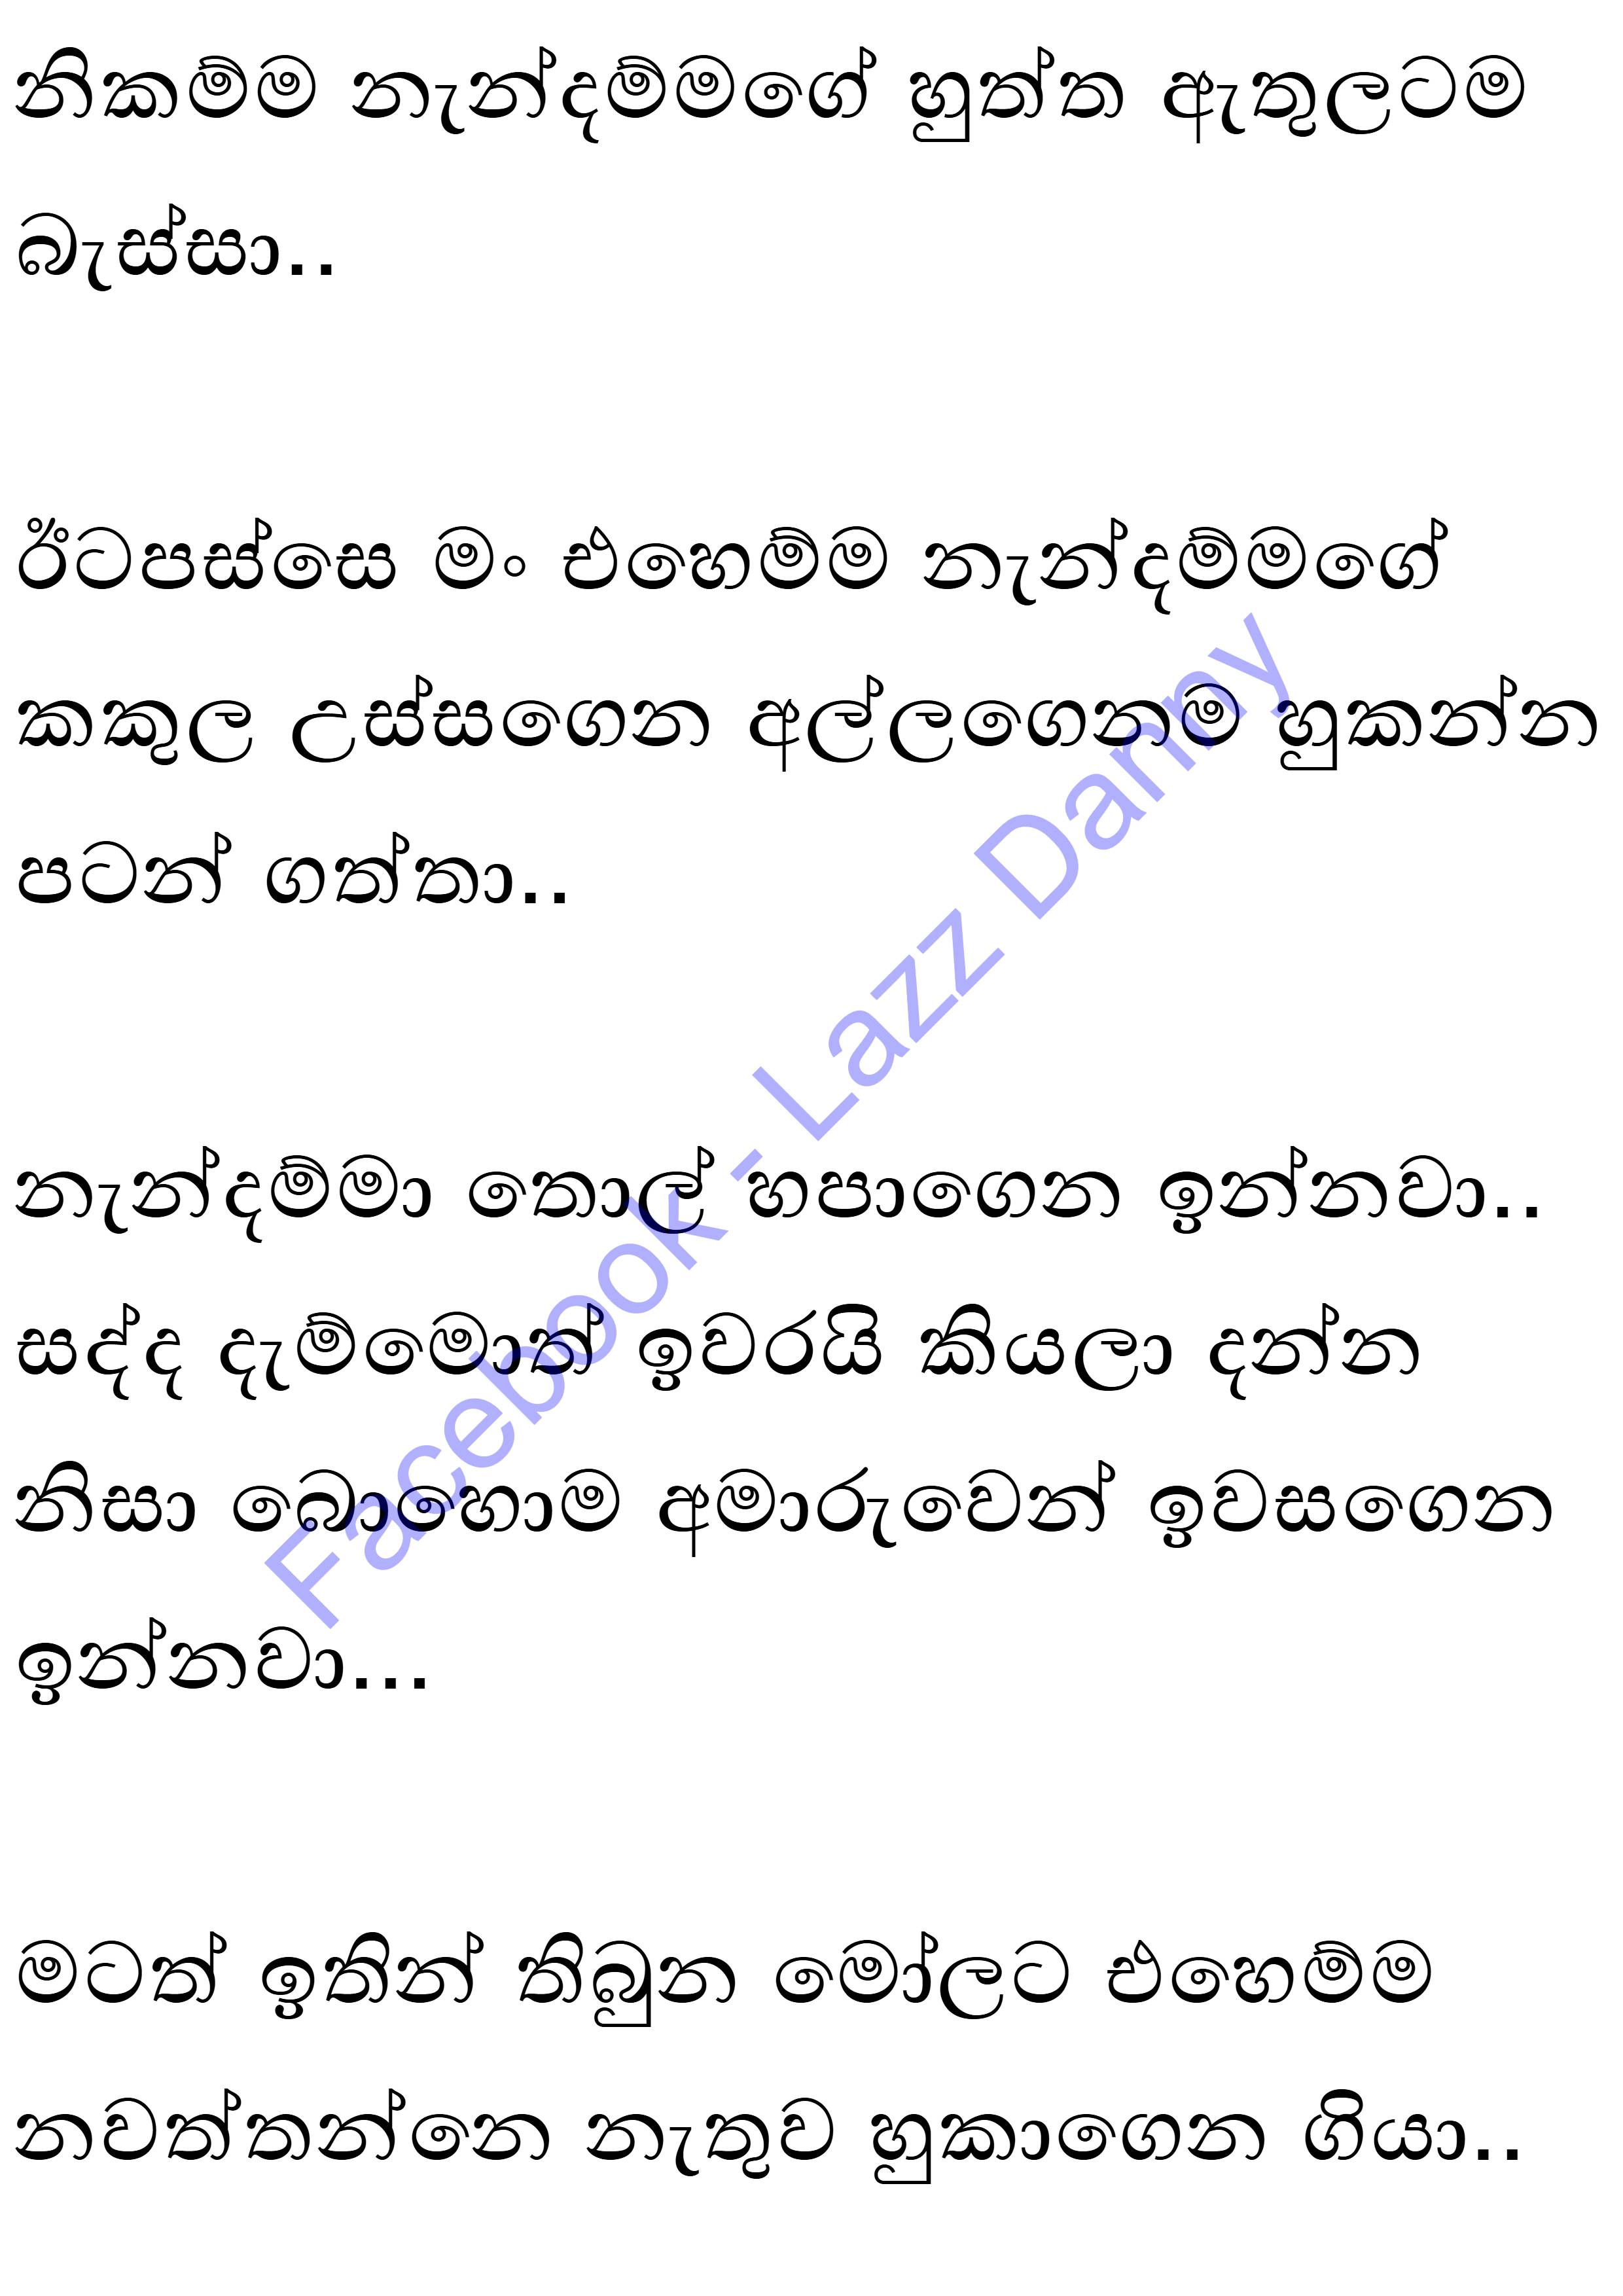 නිකම්ම නැන්දම්මගේ හුත්ත ඇතුලටම
බැස්සා..
ඊටපස්සෙ මං එහෙම්ම නැන්දම්මගේ
කකුල උස්සගෙන අල්ලගෙනම හුකන්න
පටන් ගත්තා..
නැන්දම්මා තොල් හපාගෙන ඉන්නවා..
සද්ද දැම්මොත් ඉවරයි කියලා දන්න
නිසා බොහොම අමාරුවෙන් ඉවසගෙන
ඉන්නවා...
මටත් ඉතින් තිබුන මෝලට එහෙම්ම
නවත්තන්නෙ නැතුව හුකාගෙන ගියා..
Facebook - Lazz Danny